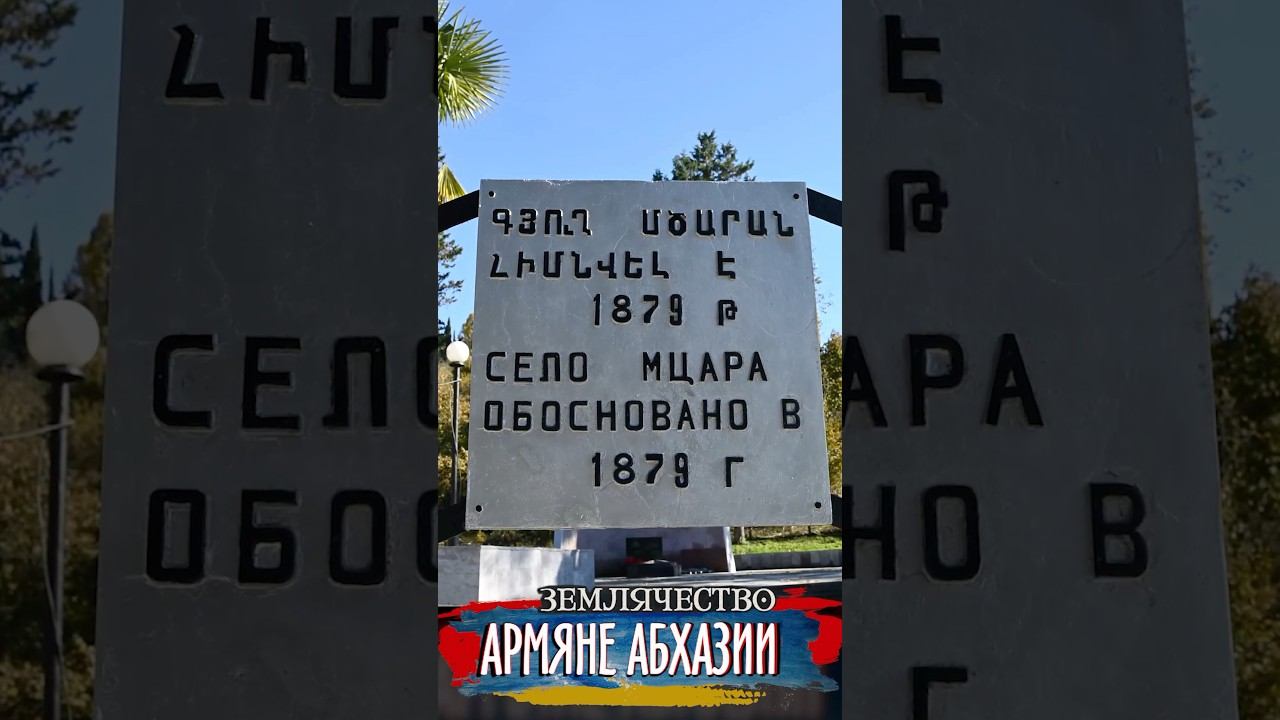 ԳՅՈւՂ ՄԾԱՐԱՆ
ՀԻՄՆՎԵԼ Է
1879 թ
СЕЛО МЦАРА
ОБОСНОВАНО В
1879 Г
ЗЕМЛЯЧЕСТВО
АРМЯНЕ АБХАЗИИ